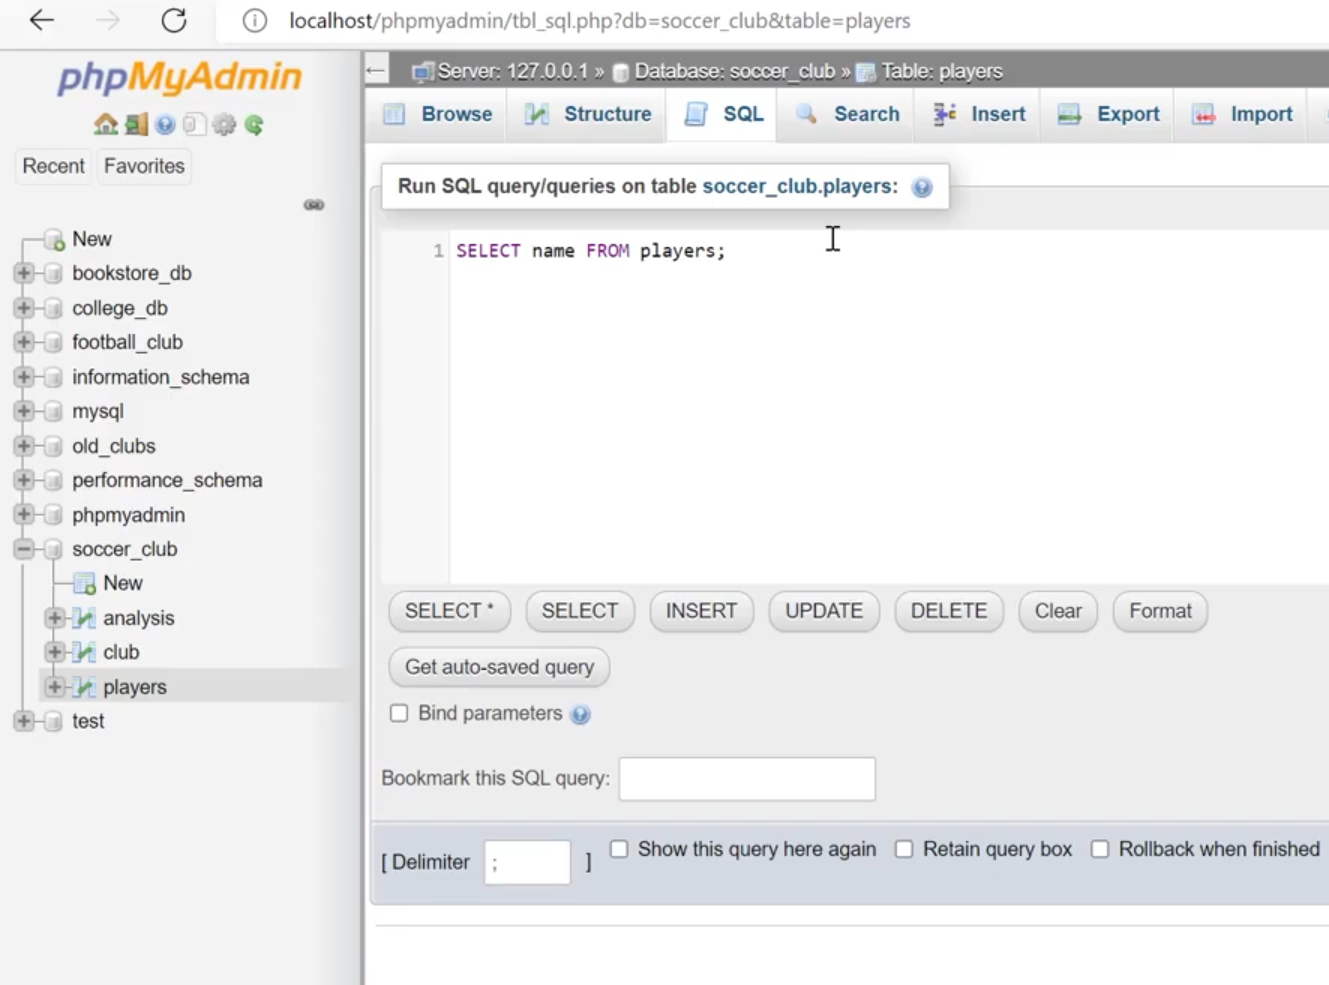 localhost/phpmyadmin/tbl_sql.php?db=soccer_club&table=players
phpMyAdmin
Recent Favorites
New
bookstore_db
college_db
football_club
information_schema
mysql
old_clubs
performance_schema
phpmyadmin
soccer_club
New
analysis
club
players
test
Server: 127.0.0.1 » Database: soccer_club » Table: players
Browse Structure SQL Search Insert Export Import
Run SQL query/queries on table soccer_club.players:
1 SELECT name FROM players;
SELECT * SELECT INSERT UPDATE DELETE Clear Format
Get auto-saved query
Bind parameters
Bookmark this SQL query:
[ Delimiter ; ] Show this query here again Retain query box Rollback when finished